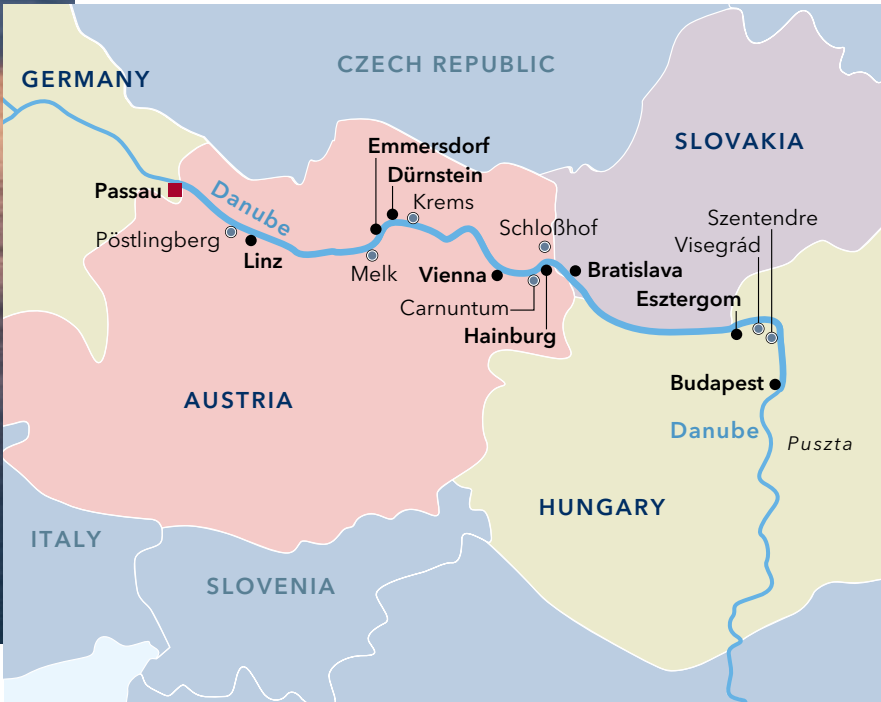 CZECH REPUBLIC
GERMANY
SLOVAKIA
Emmersdorf
Dürnstein
Passau
Danube
Krems
Szentendre
Schloßhof
Pöstlingberg
Visegrád
Linz
Melk
Vienna
Bratislava
Carnuntum
Esztergom
Hainburg
Budapest
AUSTRIA
Danube
Puszta
HUNGARY
ITALY
SLOVENIA